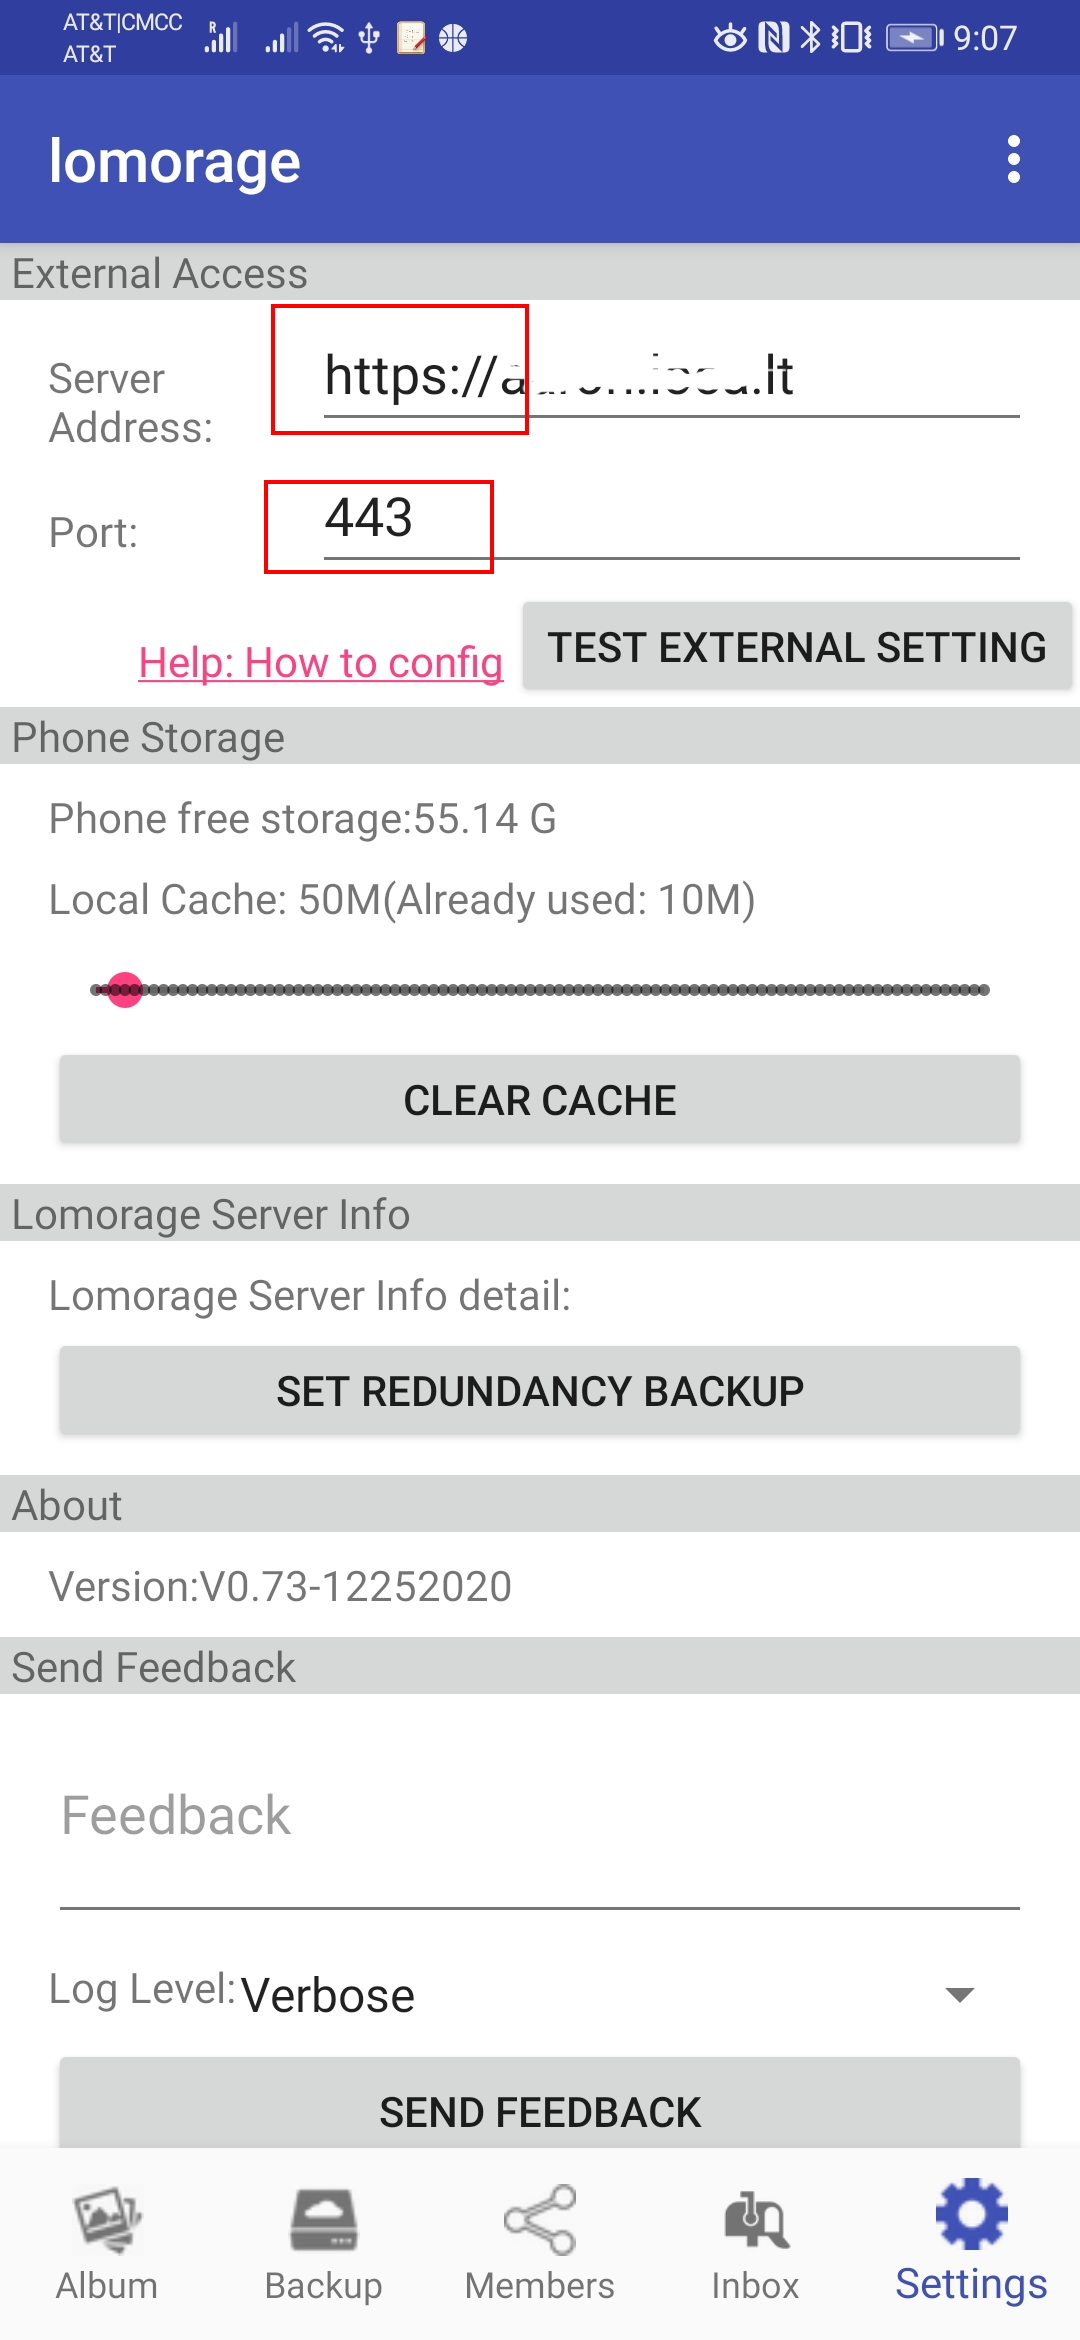 AT&T|CMCC
AT&T
R
9:07
lomorage
External Access
Server Address:
https:// .lt
Port:
443
Help: How to config
TEST EXTERNAL SETTING
Phone Storage
Phone free storage:55.14 G
Local Cache: 50M(Already used: 10M)
CLEAR CACHE
Lomorage Server Info
Lomorage Server Info detail:
SET REDUNDANCY BACKUP
About
Version:V0.73-12252020
Send Feedback
Feedback
Log Level: Verbose
SEND FEEDBACK
Album
Backup
Members
Inbox
Settings